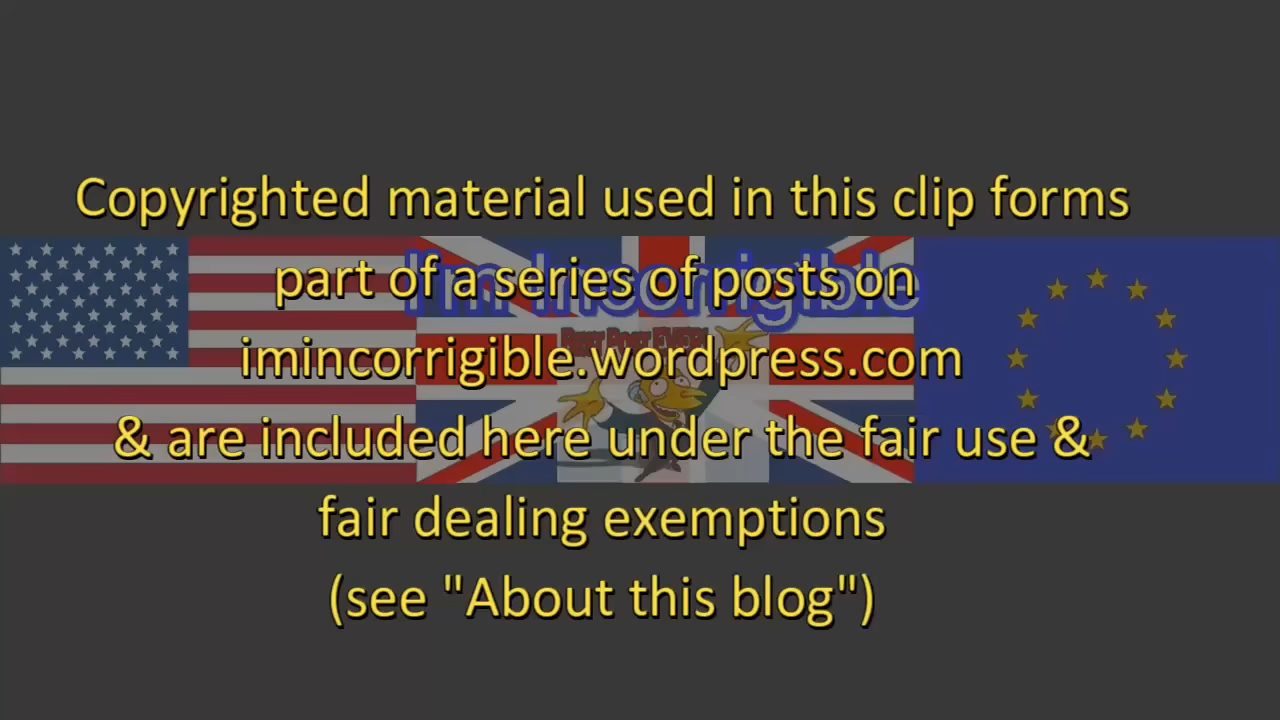 Copyrighted material used in this clip forms
part of a series of posts on
I'm Incorrigible
imincorrigible.wordpress.com
& are included here under the fair use &
fair dealing exemptions
(see "About this blog")